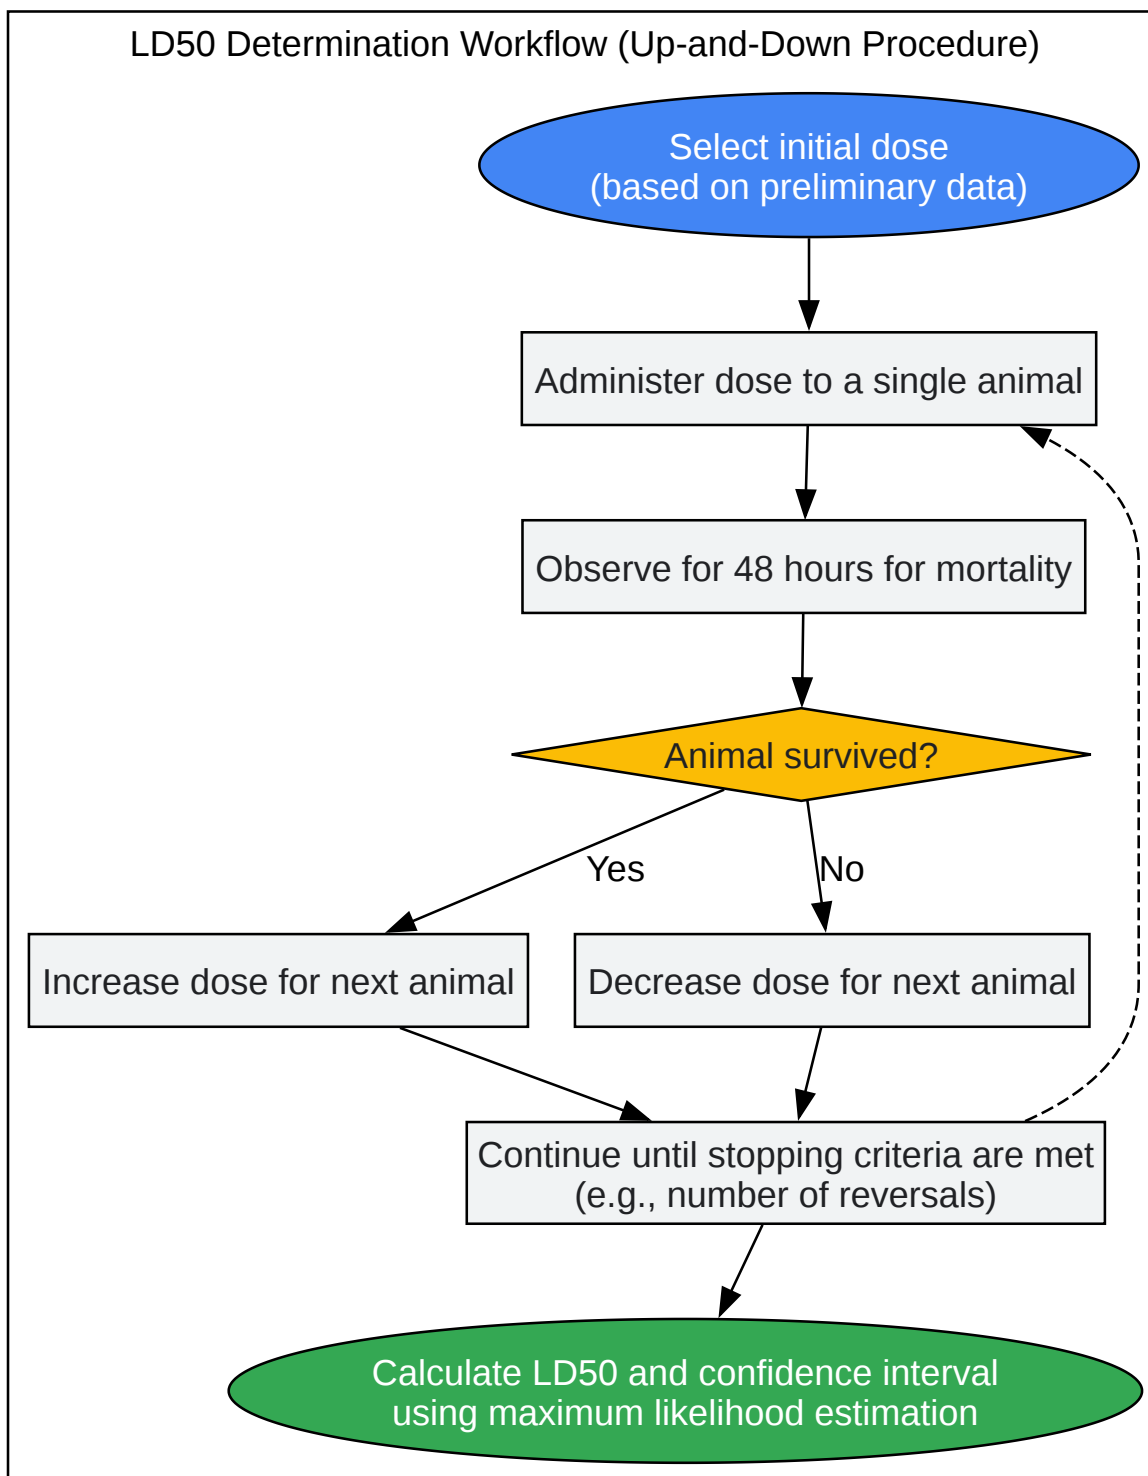 LD50 Determination Workflow (Up-and-Down Procedure)
Select initial dose
(based on preliminary data)
Administer dose to a single animal
Observe for 48 hours for mortality
Animal survived?
Yes
No
Increase dose for next animal
Decrease dose for next animal
Continue until stopping criteria are met
(e.g., number of reversals)
Calculate LD50 and confidence interval
using maximum likelihood estimation